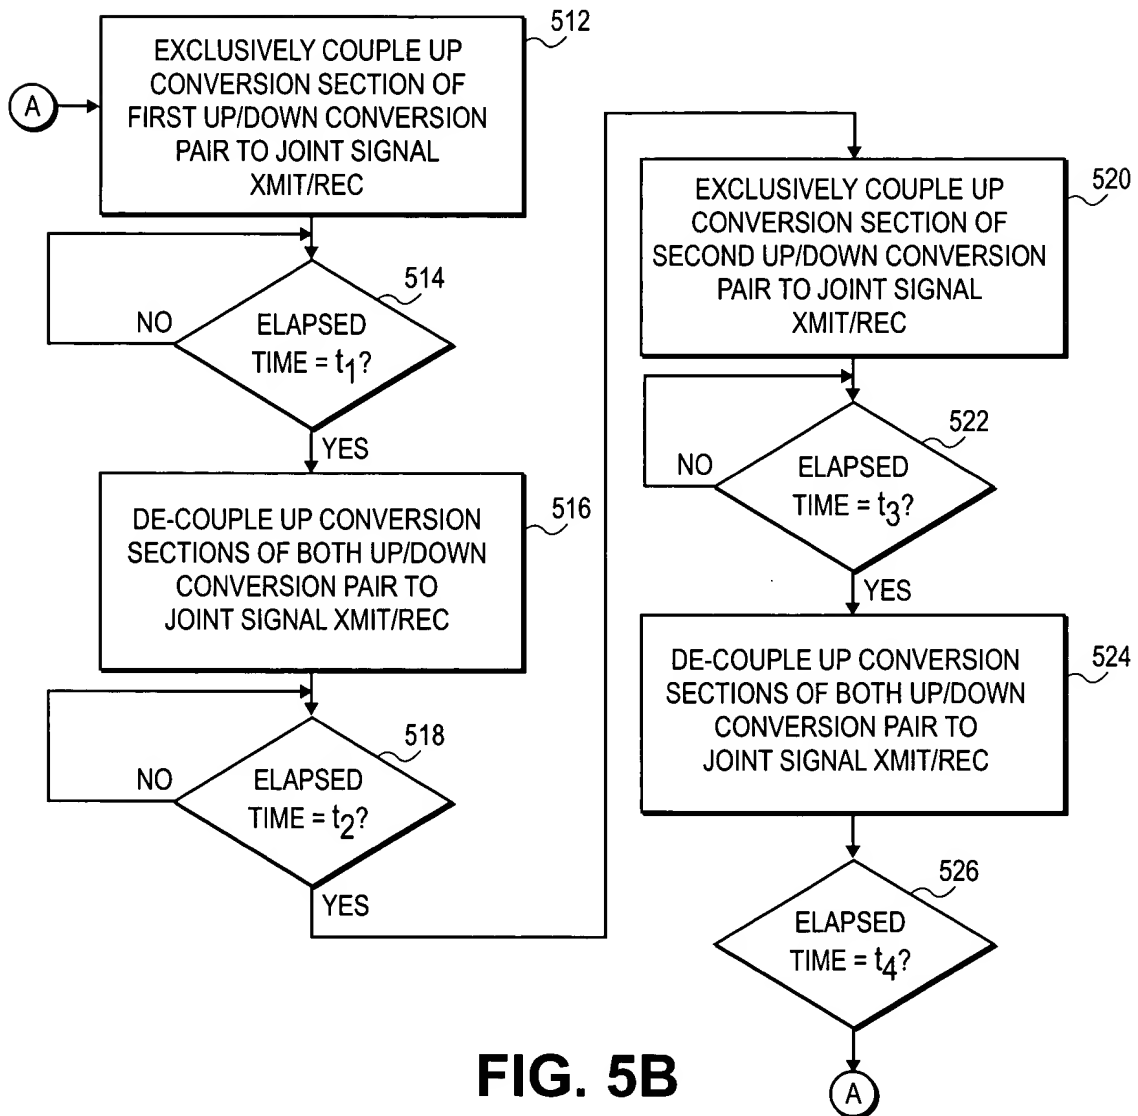 512
EXCLUSIVELY COUPLE UP
CONVERSION SECTION OF
FIRST UP/DOWN CONVERSION
PAIR TO JOINT SIGNAL
XMIT/REC
A
514
NO
ELAPSED
TIME = t1?
YES
516
DE-COUPLE UP CONVERSION
SECTIONS OF BOTH UP/DOWN
CONVERSION PAIR TO
JOINT SIGNAL XMIT/REC
518
NO
ELAPSED
TIME = t2?
YES
520
EXCLUSIVELY COUPLE UP
CONVERSION SECTION OF
SECOND UP/DOWN CONVERSION
PAIR TO JOINT SIGNAL
XMIT/REC
522
NO
ELAPSED
TIME = t3?
YES
524
DE-COUPLE UP CONVERSION
SECTIONS OF BOTH UP/DOWN
CONVERSION PAIR TO
JOINT SIGNAL XMIT/REC
526
ELAPSED
TIME = t4?
A
FIG. 5B